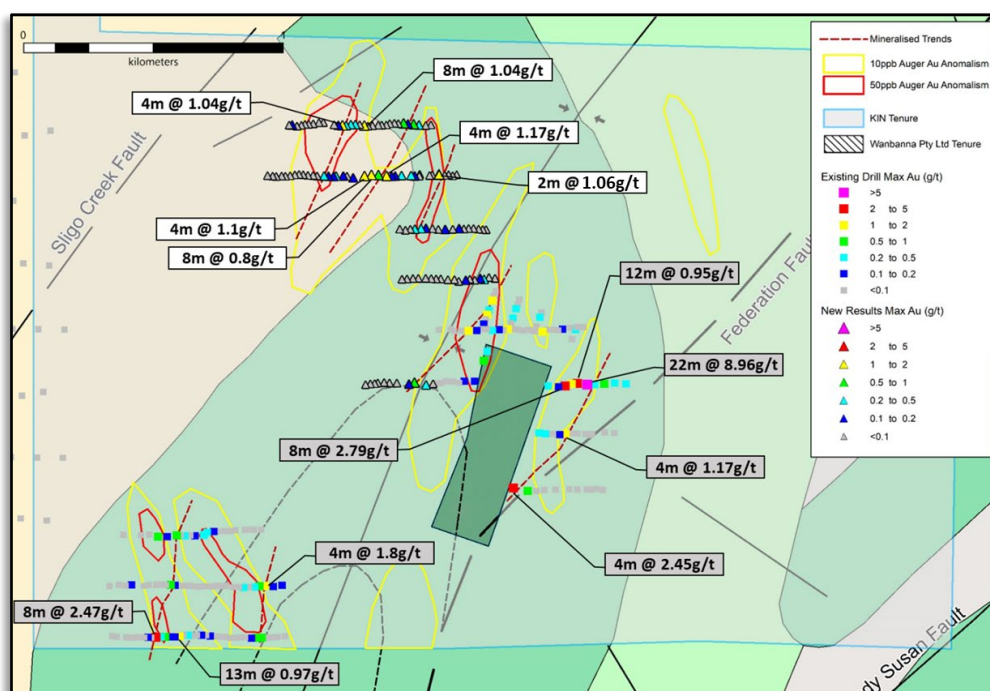 0
1
kilometers
8m @ 1.04g/t
4m @ 1.04g/t
4m @ 1.17g/t
2m @ 1.06g/t
4m @ 1.1g/t
8m @ 0.8g/t
Sligo Creek Fault
Federation Fau
12m @ 0.95g/t
22m @ 8.96g/t
8m @ 2.79g/t
4m @ 1.17g/t
4m @ 2.45g/t
4m @ 1.8g/t
8m @ 2.47g/t
13m @ 0.97g/t
dy Susan Fault
Mineralised Trends
10ppb Auger Au Anomalism
50ppb Auger Au Anomalism
KIN Tenure
Wanbanna Pty Ltd Tenure
Existing Drill Max Au (g/t)
>5
2 to 5
1 to 2
0.5 to 1
0.2 to 0.5
0.1 to 0.2
<0.1
New Results Max Au (g/t)
>5
2 to 5
1 to 2
0.5 to 1
0.2 to 0.5
0.1 to 0.2
<0.1